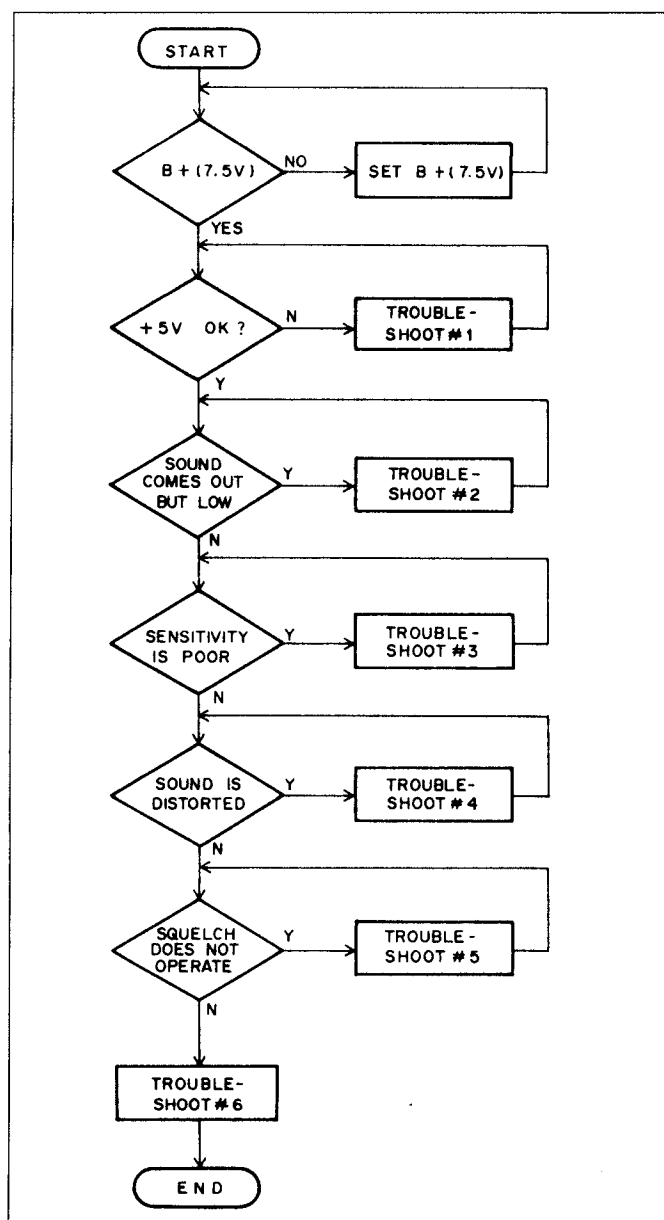 START
B+(7.5V)
NO
SET B+(7.5V)
YES
+5V OK?
N
TROUBLE-
SHOOT #1
Y
SOUND
COMES OUT
BUT LOW
Y
TROUBLE-
SHOOT #2
N
SENSITIVITY
IS POOR
Y
TROUBLE-
SHOOT #3
N
SOUND IS
DISTORTED
Y
TROUBLE-
SHOOT #4
N
SQUELCH
DOES NOT
OPERATE
Y
TROUBLE-
SHOOT #5
N
TROUBLE-
SHOOT #6
END